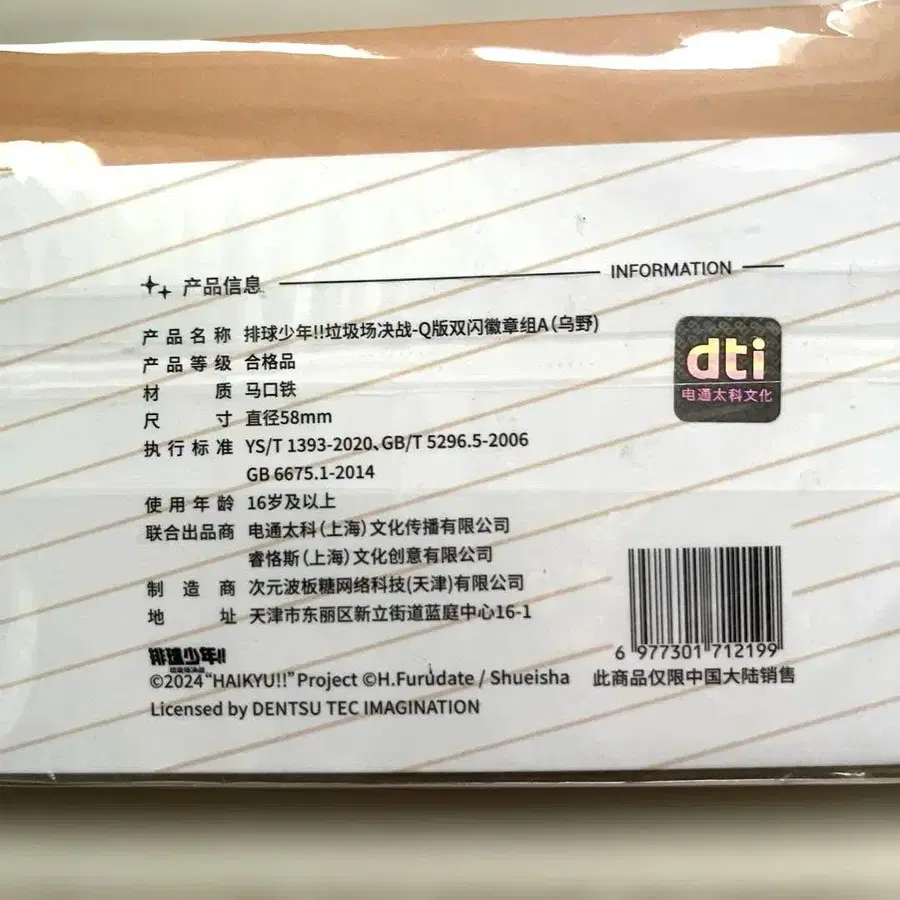 产品信息 INFORMATION
产品名称 排球少年!!垃圾场决战-Q版双闪徽章组A(乌野)
产品等级 合格品
材质 马口铁
尺寸 直径58mm
执行标准 YS/T 1393-2020、GB/T 5296.5-2006
GB 6675.1-2014
使用年龄 16岁及以上
联合出品商 电通太科(上海)文化传播有限公司
睿恪斯(上海)文化创意有限公司
制造商 次元波板糖网络科技(天津)有限公司
地址 天津市东丽区新立街道蓝庭中心16-1
dti
电通太科文化
6 977301 712199
此商品仅限中国大陆销售
排球少年!!
垃圾场决战
©2024“HAIKYU!!”Project ©H.Furudate / Shueisha
Licensed by DENTSU TEC IMAGINATION